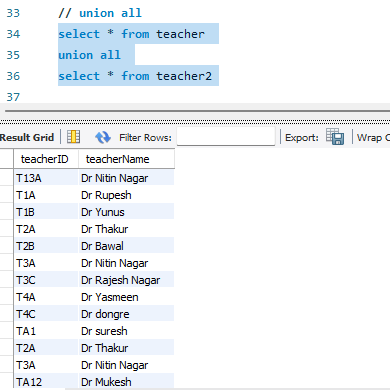 33 // union all
34 select * from teacher
35 union all
36 select * from teacher2
37
Result Grid Filter Rows: Export: Wrap C
teacherID teacherName
T13A Dr Nitin Nagar
T1A Dr Rupesh
T1B Dr Yunus
T2A Dr Thakur
T2B Dr Bawal
T3A Dr Nitin Nagar
T3C Dr Rajesh Nagar
T4A Dr Yasmeen
T4C Dr dongre
TA1 Dr suresh
T2A Dr Thakur
T3A Dr Nitin Nagar
TA12 Dr Mukesh